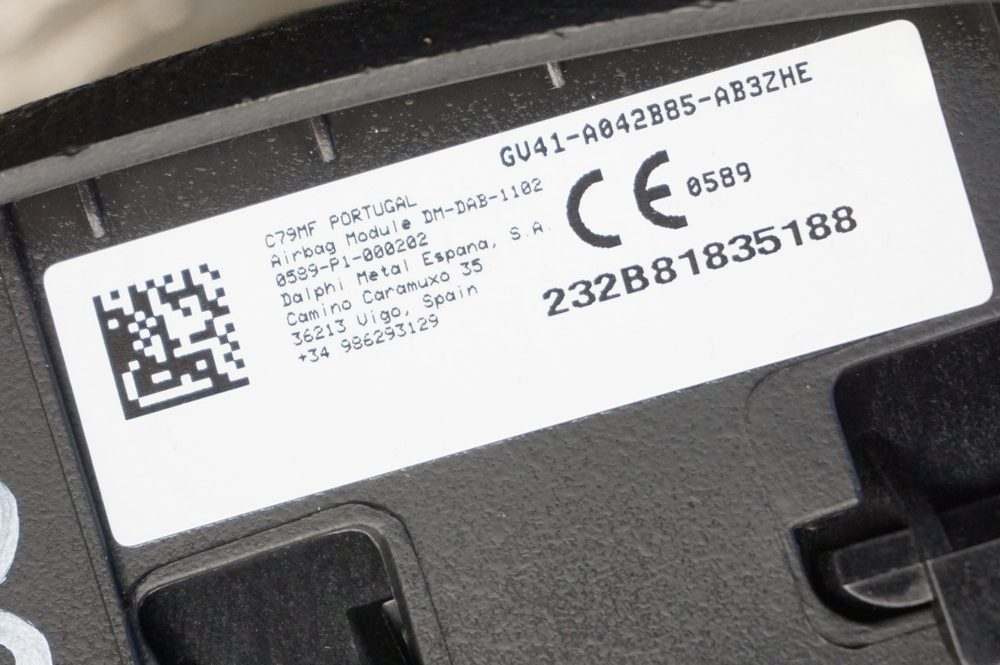 GV41-A042B85-AB3ZHE
C79MF PORTUGAL
Airbag Module DM-DAB-1102
0589-P1-000202
Dalphi Metal Espana, S.A.
Camino Caramuxo 35
36213 Vigo, Spain
+34 986293129
CE 0589
232B81835188